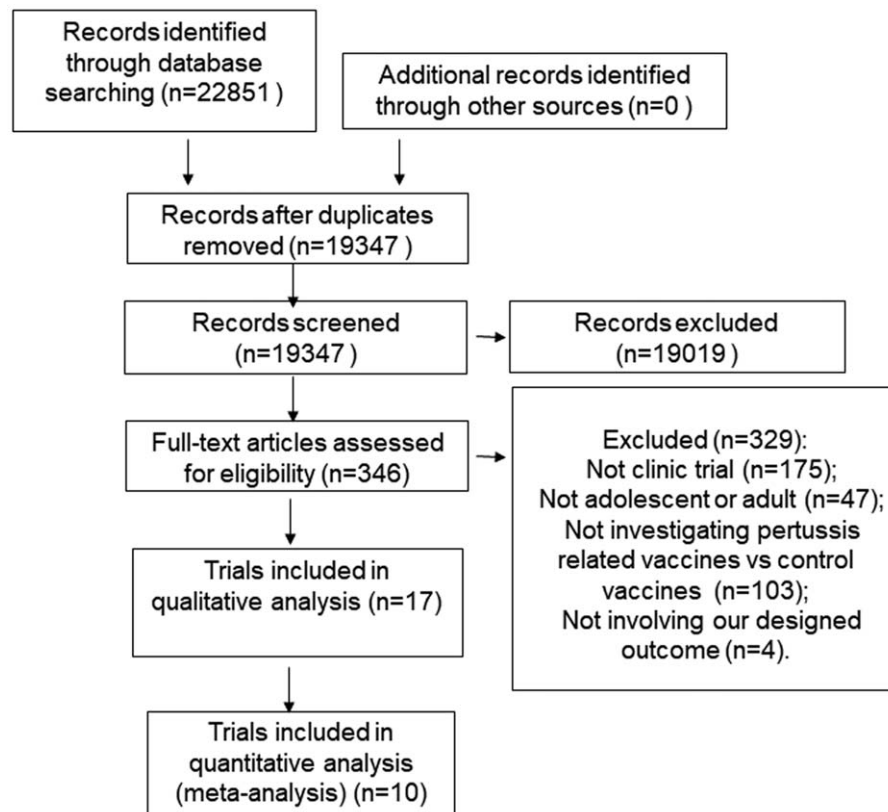 Records identified
through database
searching (n=22851 )
Additional records identified
through other sources (n=0 )
Records after duplicates
removed (n=19347 )
Records screened
(n=19347 )
Records excluded
(n=19019 )
Full-text articles assessed
for eligibility (n=346)
Excluded (n=329):
Not clinic trial (n=175);
Not adolescent or adult (n=47);
Not investigating pertussis
related vaccines vs control
vaccines (n=103);
Not involving our designed
outcome (n=4).
Trials included in
qualitative analysis (n=17)
Trials included in
quantitative analysis
(meta-analysis) (n=10)